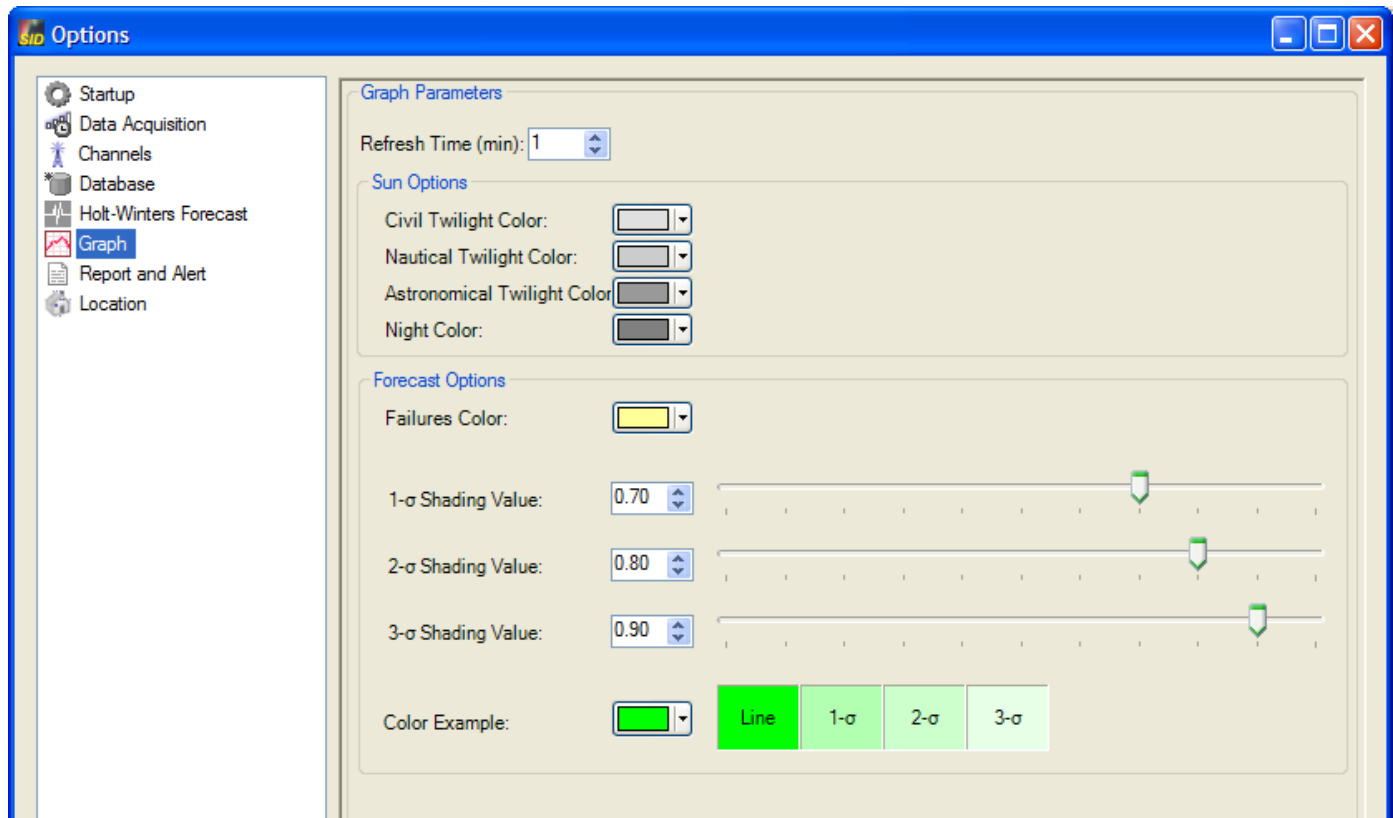 SID Options
Startup
Data Acquisition
Channels
Database
Holt-Winters Forecast
Graph
Report and Alert
Location
Graph Parameters
Refresh Time (min): 1
Sun Options
Civil Twilight Color:
Nautical Twilight Color:
Astronomical Twilight Color
Night Color:
Forecast Options
Failures Color:
1-σ Shading Value: 0.70
2-σ Shading Value: 0.80
3-σ Shading Value: 0.90
Color Example: Line 1-σ 2-σ 3-σ